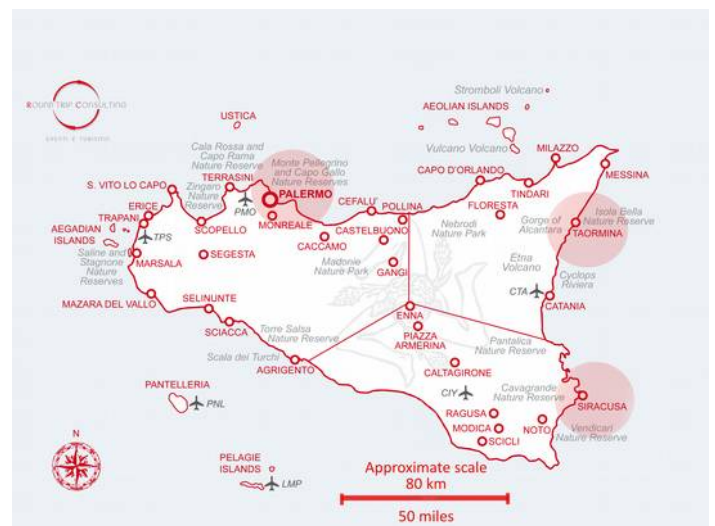 Stromboli Volcano
AEOLIAN ISLANDS
ROUND TRIP CONSULTING
EVENTI E TURISMO
USTICA
Vulcano Volcano
MILAZZO
Cala Rossa and
Capo Rama
Nature Reserve
Monte Pellegrino
and Capo Gallo
Nature Reserves
CAPO D'ORLANDO
MESSINA
TERRASINI
TINDARI
S. VITO LO CAPO
Zingaro
Nature
Reserve
PMO
PALERMO
CEFALU'
POLLINA
FLORESTA
Isola Bella
Nature Reserve
ERICE
TRAPANI
TPS
SCOPELLO
MONREALE
CASTELBUONO
Nebrodi
Nature Park
Gorge of
Alcantara
TAORMINA
AEGADIAN
ISLANDS
CACCAMO
Saline and
Stagnone
Nature
Reserves
SEGESTA
Madonie
Nature Park
GANGI
Etna
Volcano
Cyclops
Riviera
MARSALA
CTA
CATANIA
MAZARA DEL VALLO
SELINUNTE
ENNA
SCIACCA
Torre Salsa
Nature Reserve
PIAZZA
ARMERINA
Pantalica
Nature Reserve
Scala dei Turchi
AGRIGENTO
CALTAGIRONE
PANTELLERIA
PNL
CIY
Cavagrande
Nature Reserve
SIRACUSA
RAGUSA
MODICA
NOTO
Vendicari
Nature Reserve
SCICLI
N
PELAGIE
ISLANDS
LMP
Approximate scale
80 km
50 miles